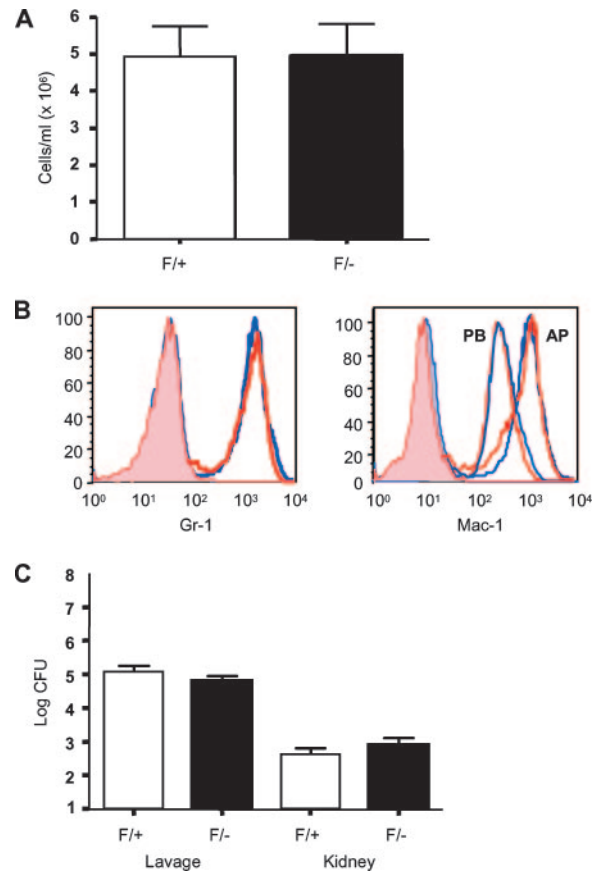 A
Cells/ml (x 10⁶)
6
5
4
3
2
1
0
F/+ F/-
B
100
80
60
40
20
0
10⁰ 10¹ 10² 10³ 10⁴
Gr-1
100
80
60
40
20
0
PB AP
10⁰ 10¹ 10² 10³ 10⁴
Mac-1
C
Log CFU
8
7
6
5
4
3
2
1
F/+ F/- F/+ F/-
Lavage Kidney